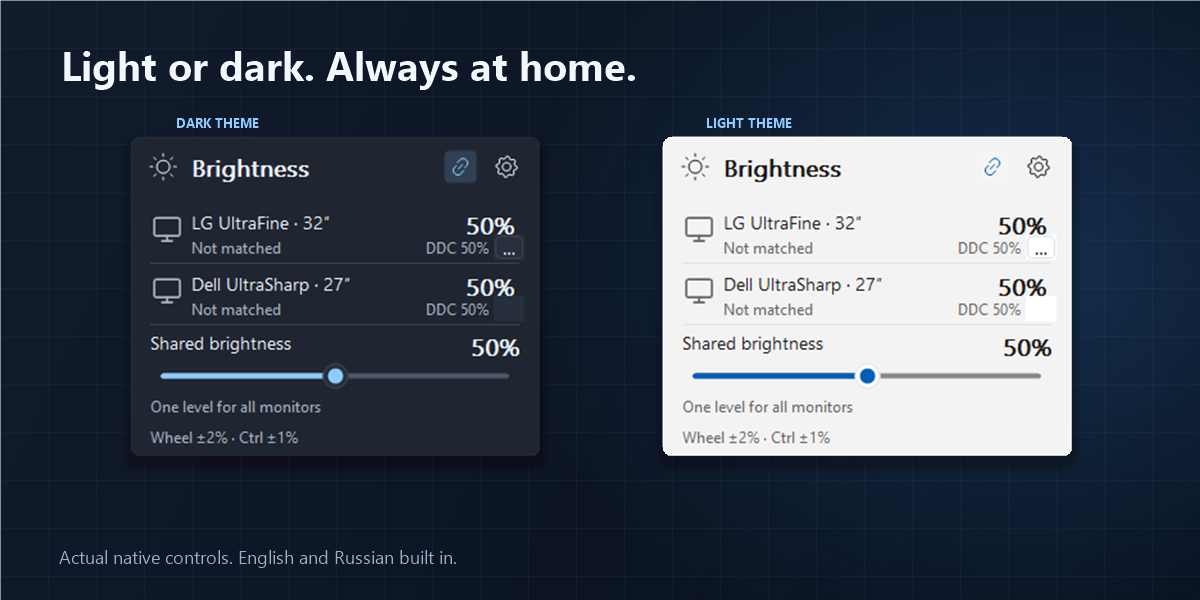 Light or dark. Always at home.
DARK THEME
Brightness
LG UltraFine · 32″
50%
Not matched
DDC 50%
...
Dell UltraSharp · 27″
50%
Not matched
DDC 50%
Shared brightness
50%
One level for all monitors
Wheel ±2% · Ctrl ±1%
LIGHT THEME
Brightness
LG UltraFine · 32″
50%
Not matched
DDC 50%
...
Dell UltraSharp · 27″
50%
Not matched
DDC 50%
Shared brightness
50%
One level for all monitors
Wheel ±2% · Ctrl ±1%
Actual native controls. English and Russian built in.